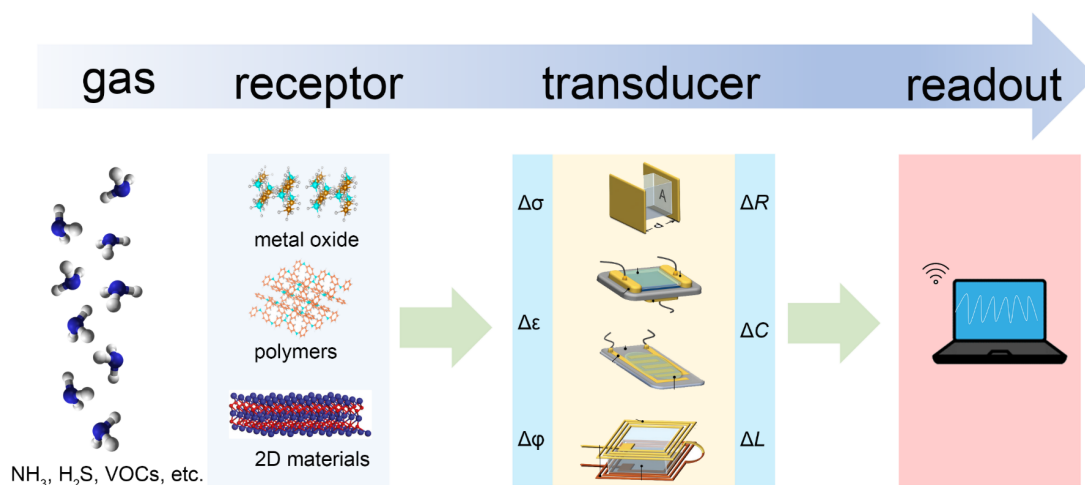 gas
receptor
transducer
readout
metal oxide
polymers
2D materials
NH₃, H₂S, VOCs, etc.
Δσ
Δε
Δφ
A
d
ΔR
ΔC
ΔL